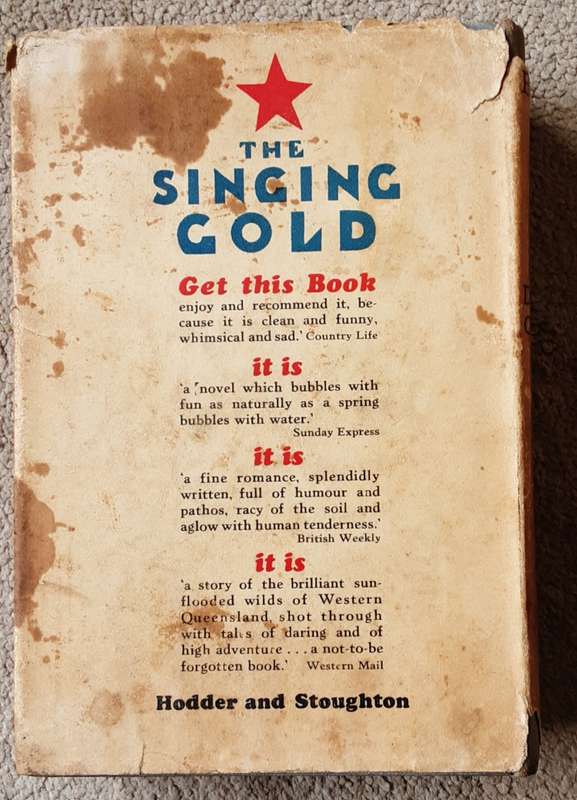 THE
SINGING
GOLD
Get this Book
enjoy and recommend it, be-
cause it is clean and funny,
whimsical and sad.' Country Life
it is
'a novel which bubbles with
fun as naturally as a spring
bubbles with water.'
Sunday Express
it is
'a fine romance, splendidly
written, full of humour and
pathos, racy of the soil and
aglow with human tenderness.'
British Weekly
it is
'a story of the brilliant sun-
flooded wilds of Western
Queensland, shot through
with tales of daring and of
high adventure . . . a not-to-be
forgotten book.' Western Mail
Hodder and Stoughton